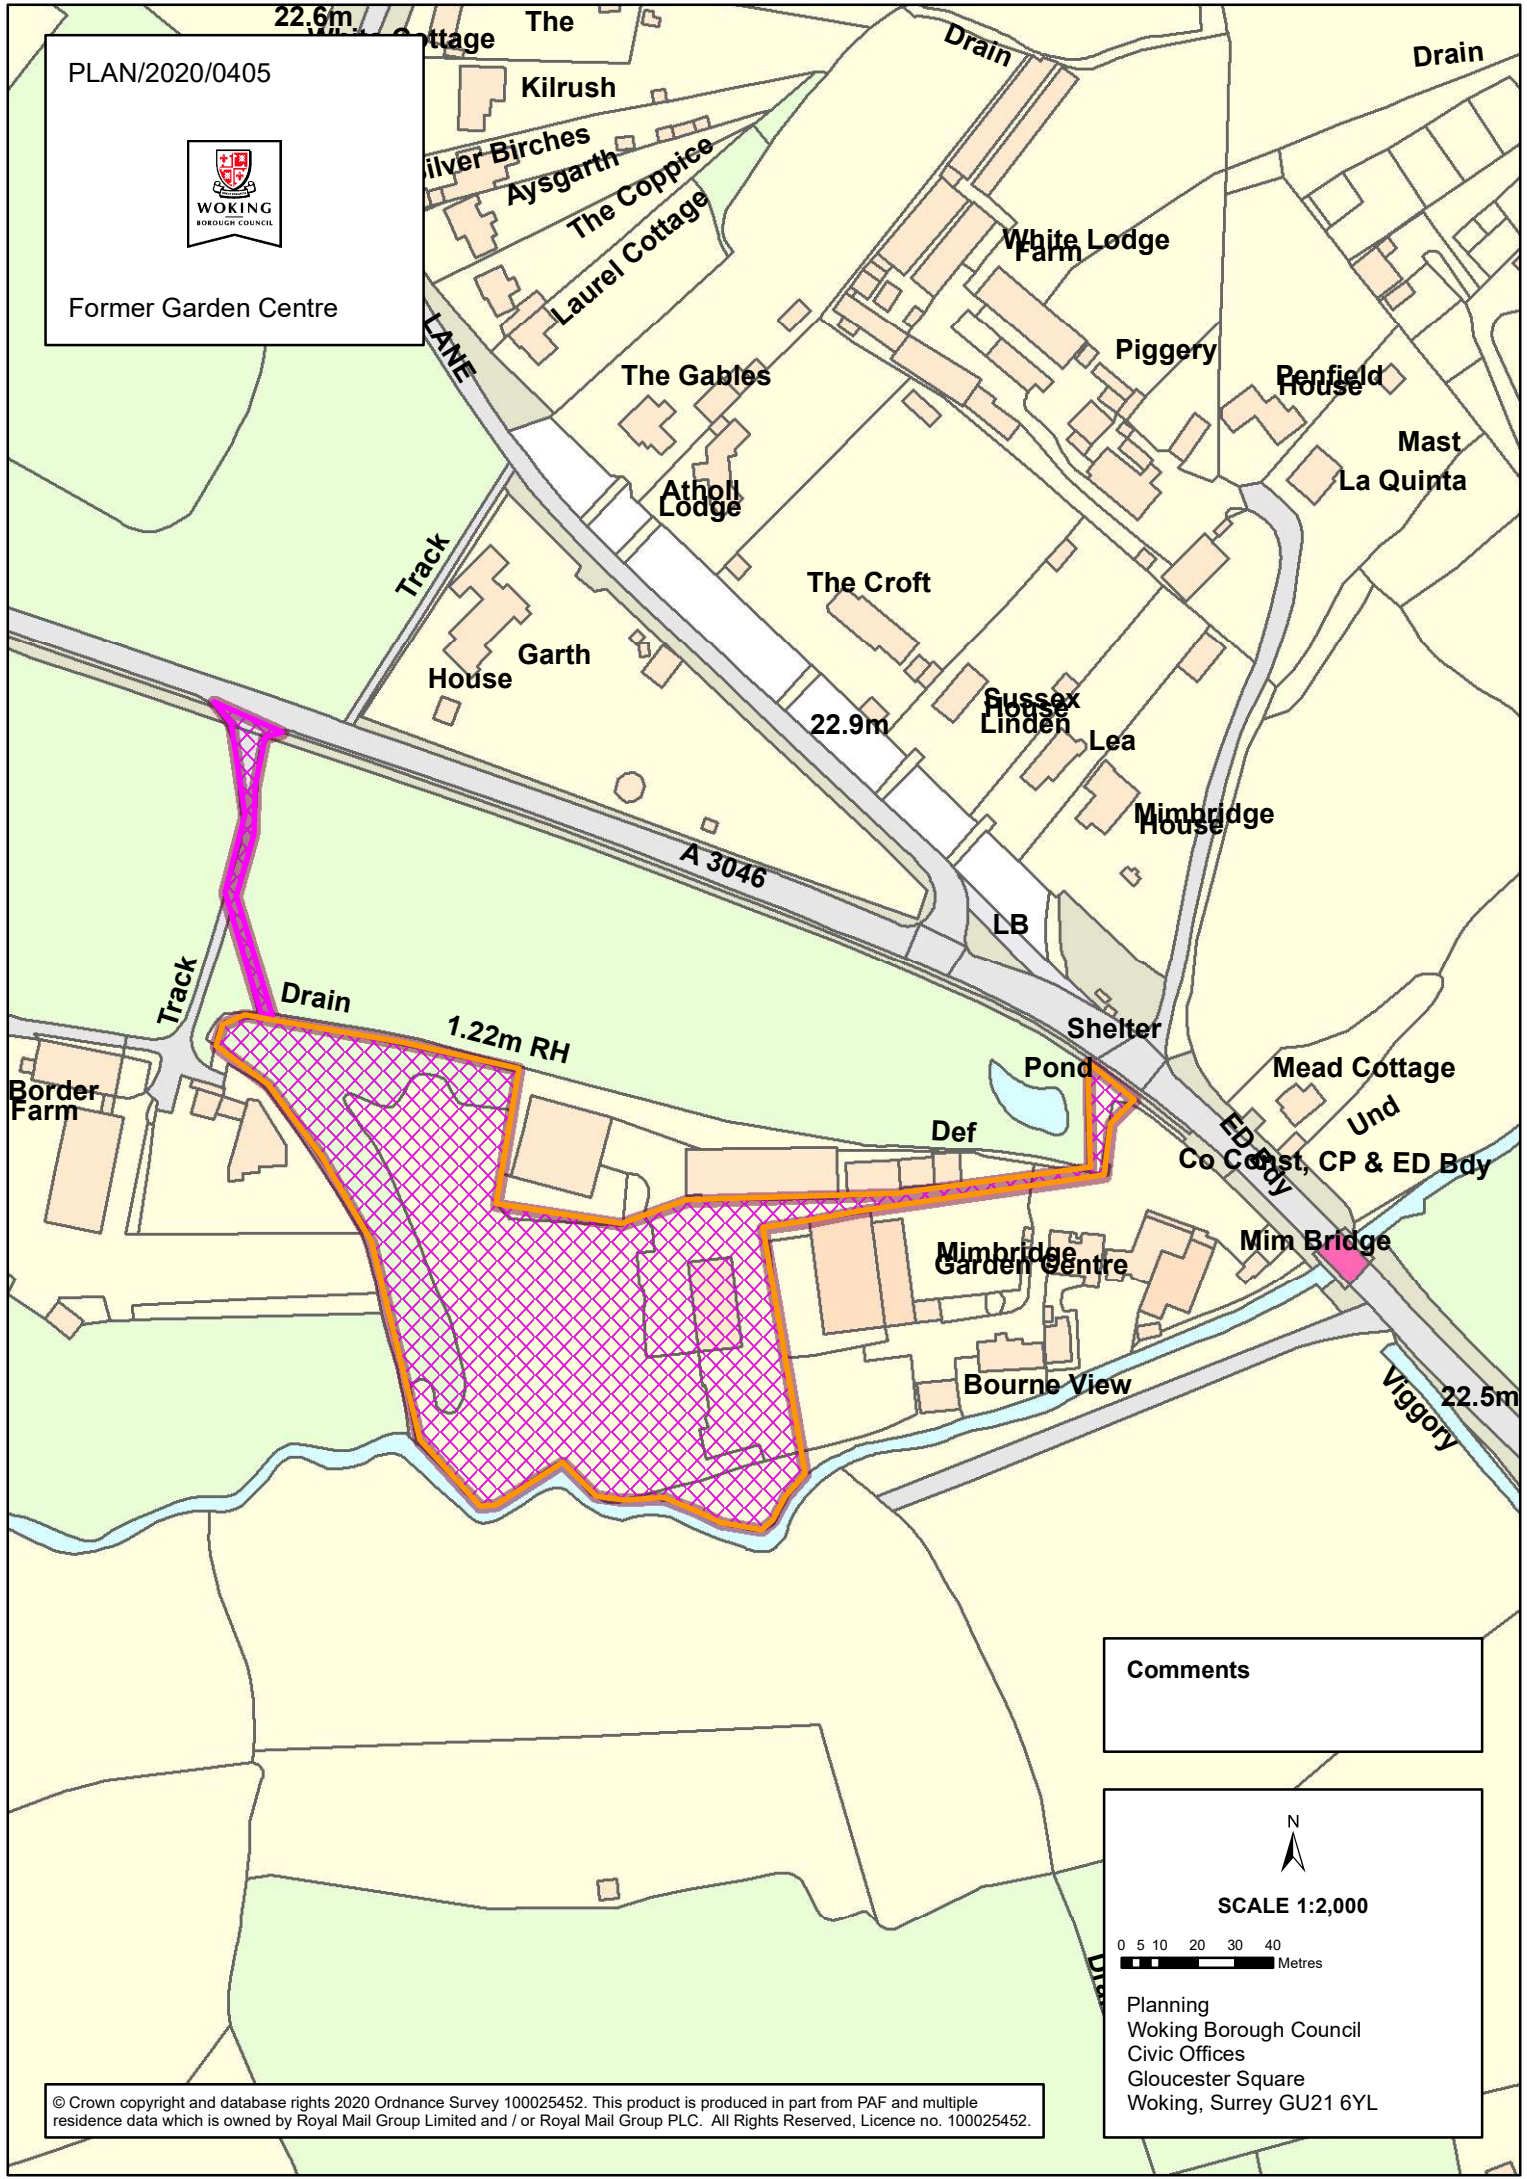 PLAN/2020/0405
WOKING
BOROUGH COUNCIL
Former Garden Centre
22.6m
White Cottage
The
Kilrush
Silver Birches
Aysgarth
The Coppice
Laurel Cottage
LANE
Drain
Drain
White Lodge
Farm
Piggery
Penfield
House
Mast
La Quinta
The Gables
Atholl
Lodge
Track
The Croft
Garth
House
22.9m
Sussex
House
Linden
Lea
Mimbridge
House
A 3046
LB
Track
Drain
1.22m RH
Shelter
Pond
Mead Cottage
Border
Farm
Def
Und
ED Bdy
Co Const, CP & ED Bdy
Mimbridge
Garden Centre
Mim Bridge
Bourne View
Viggory
22.5m
Comments
N
SCALE 1:2,000
0 5 10 20 30 40
Metres
Planning
Woking Borough Council
Civic Offices
Gloucester Square
Woking, Surrey GU21 6YL
© Crown copyright and database rights 2020 Ordnance Survey 100025452. This product is produced in part from PAF and multiple
residence data which is owned by Royal Mail Group Limited and / or Royal Mail Group PLC. All Rights Reserved, Licence no. 100025452.